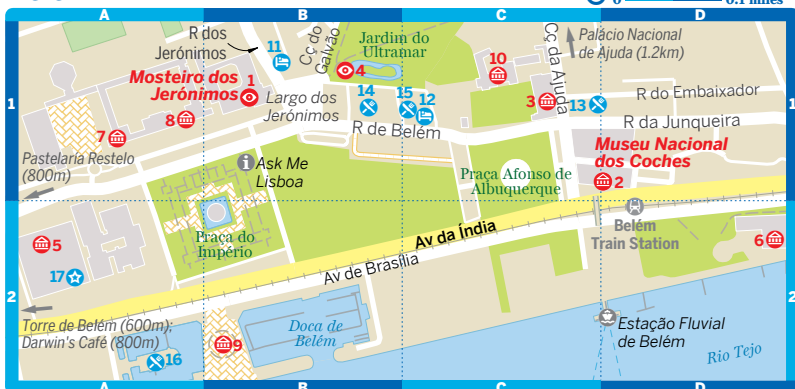 0
0.1 miles
A
B
C
D
R dos
Jerónimos
11
Cç do
Galvão
Jardim do
Ultramar
4
10
Cç da Ajuda
Palácio Nacional
de Ajuda (1.2km)
Mosteiro dos
Jerónimos
1
Largo dos
Jerónimos
14
15
12
3
13
R do Embaixador
1
1
8
7
R de Belém
R da Junqueira
Pastelaria Restelo
(800m)
Ask Me
Lisboa
Praça Afonso de
Albuquerque
Museu Nacional
dos Coches
2
5
17
Praça do
Império
Av da Índia
Av de Brasília
Belém
Train Station
6
2
2
Torre de Belém (600m);
Darwin's Café (800m)
16
9
Doca de
Belém
Estação Fluvial
de Belém
Rio Tejo
A
B
C
D